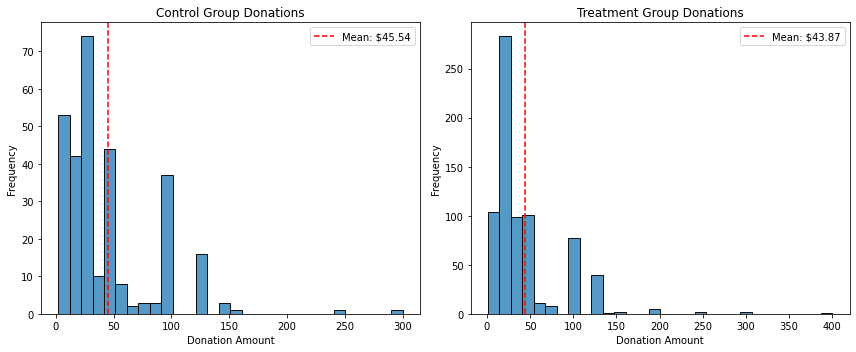 Control Group Donations
Mean: $45.54
Frequency
70
60
50
40
30
20
10
0
0 50 100 150 200 250 300
Donation Amount
Treatment Group Donations
Mean: $43.87
Frequency
250
200
150
100
50
0
0 50 100 150 200 250 300 350 400
Donation Amount